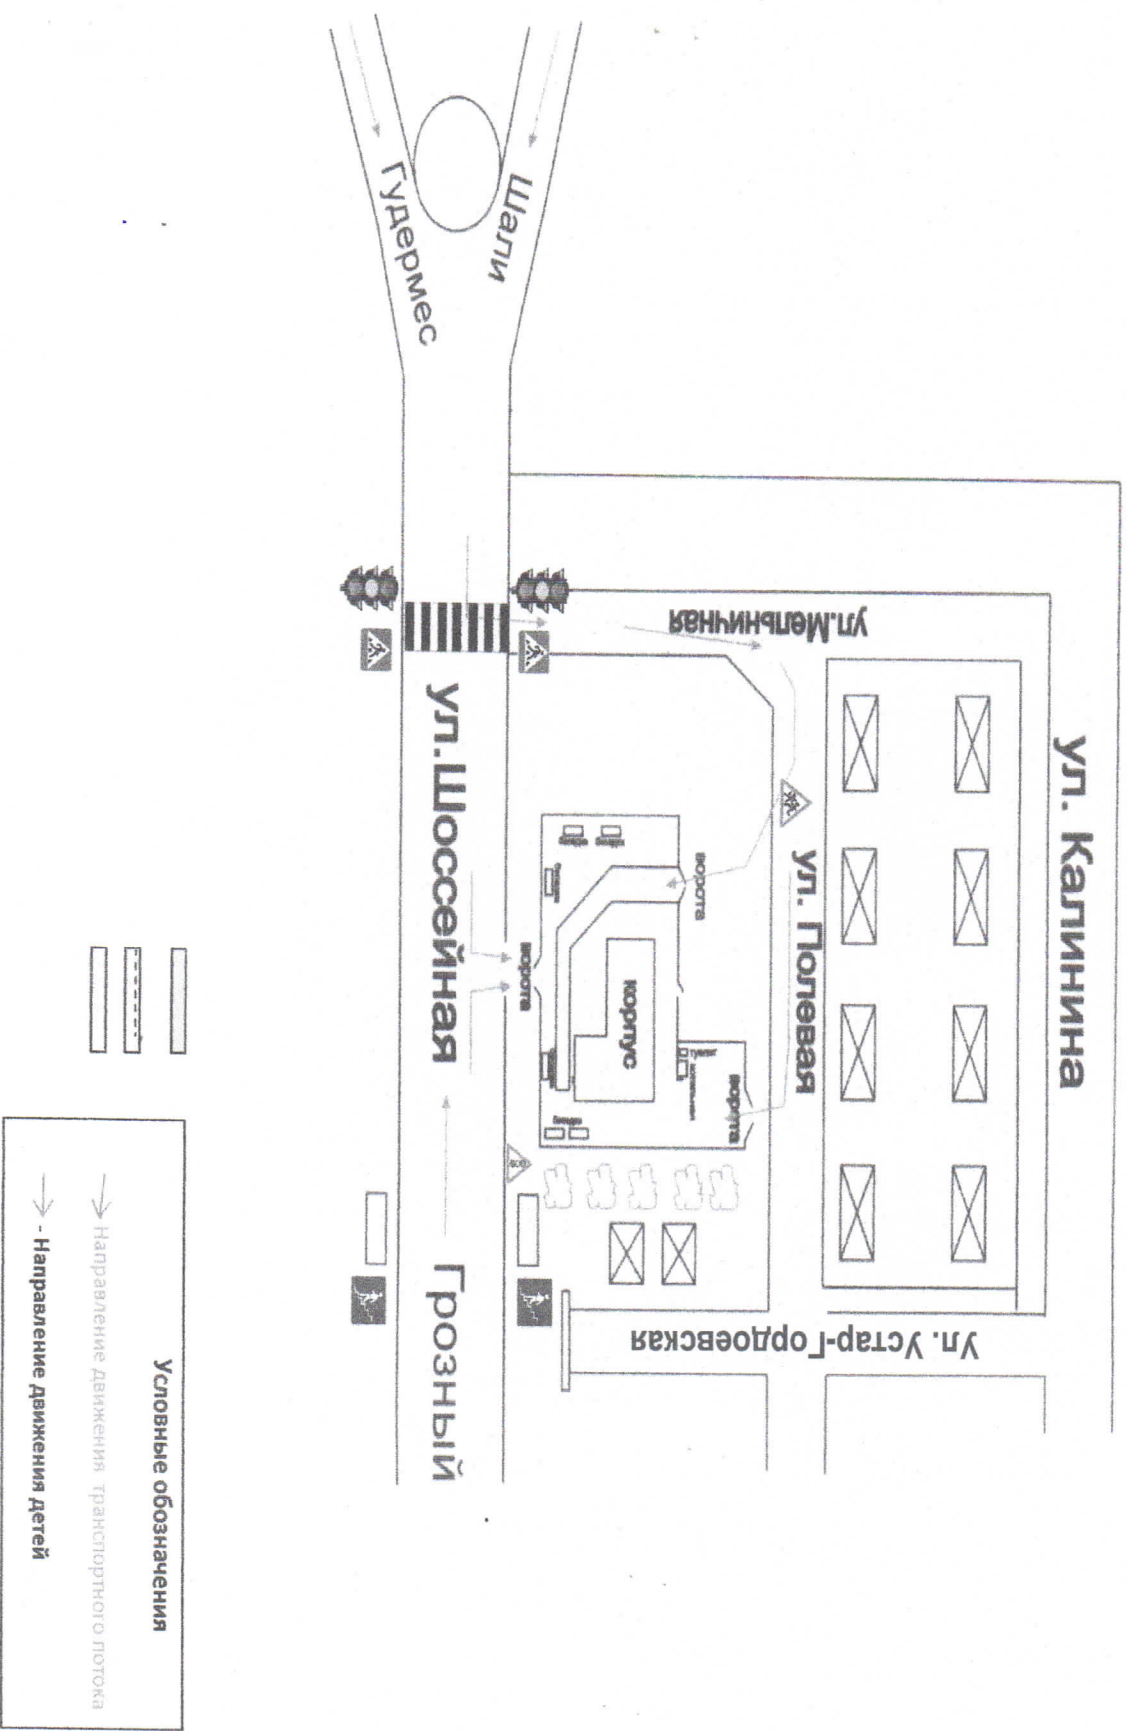 ул. Калинина
ул.Мельничная
ул. Полевая
Ул. Устар-Гордоевская
ворота
ворота
корпус
туалет
котельная
ворота
Шали
Гудермес
ул.Шоссейная
Грозный
Условные обозначения
Направление движения транспортного потока
- Направление движения детей